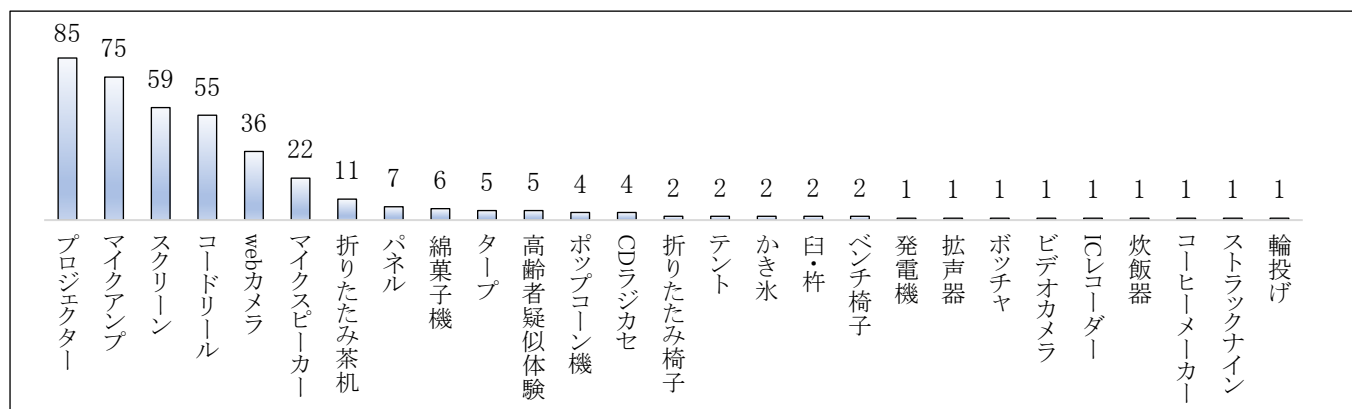 85
75
59
55
36
22
11
7
6
5
5
4
4
2
2
2
2
2
1
1
1
1
1
1
1
1
1
プロジェクター
マイクアンプ
スクリーン
コードリール
webカメラ
マイクスピーカー
折りたたみ茶机
パネル
綿菓子機
タープ
高齢者疑似体験
ポップコーン機
CDラジカセ
折りたたみ椅子
テント
かき氷
臼・杵
ベンチ椅子
発電機
拡声器
ボッチャ
ビデオカメラ
ICレコーダー
炊飯器
コーヒーメーカー
ストラックナイン
輪投げ